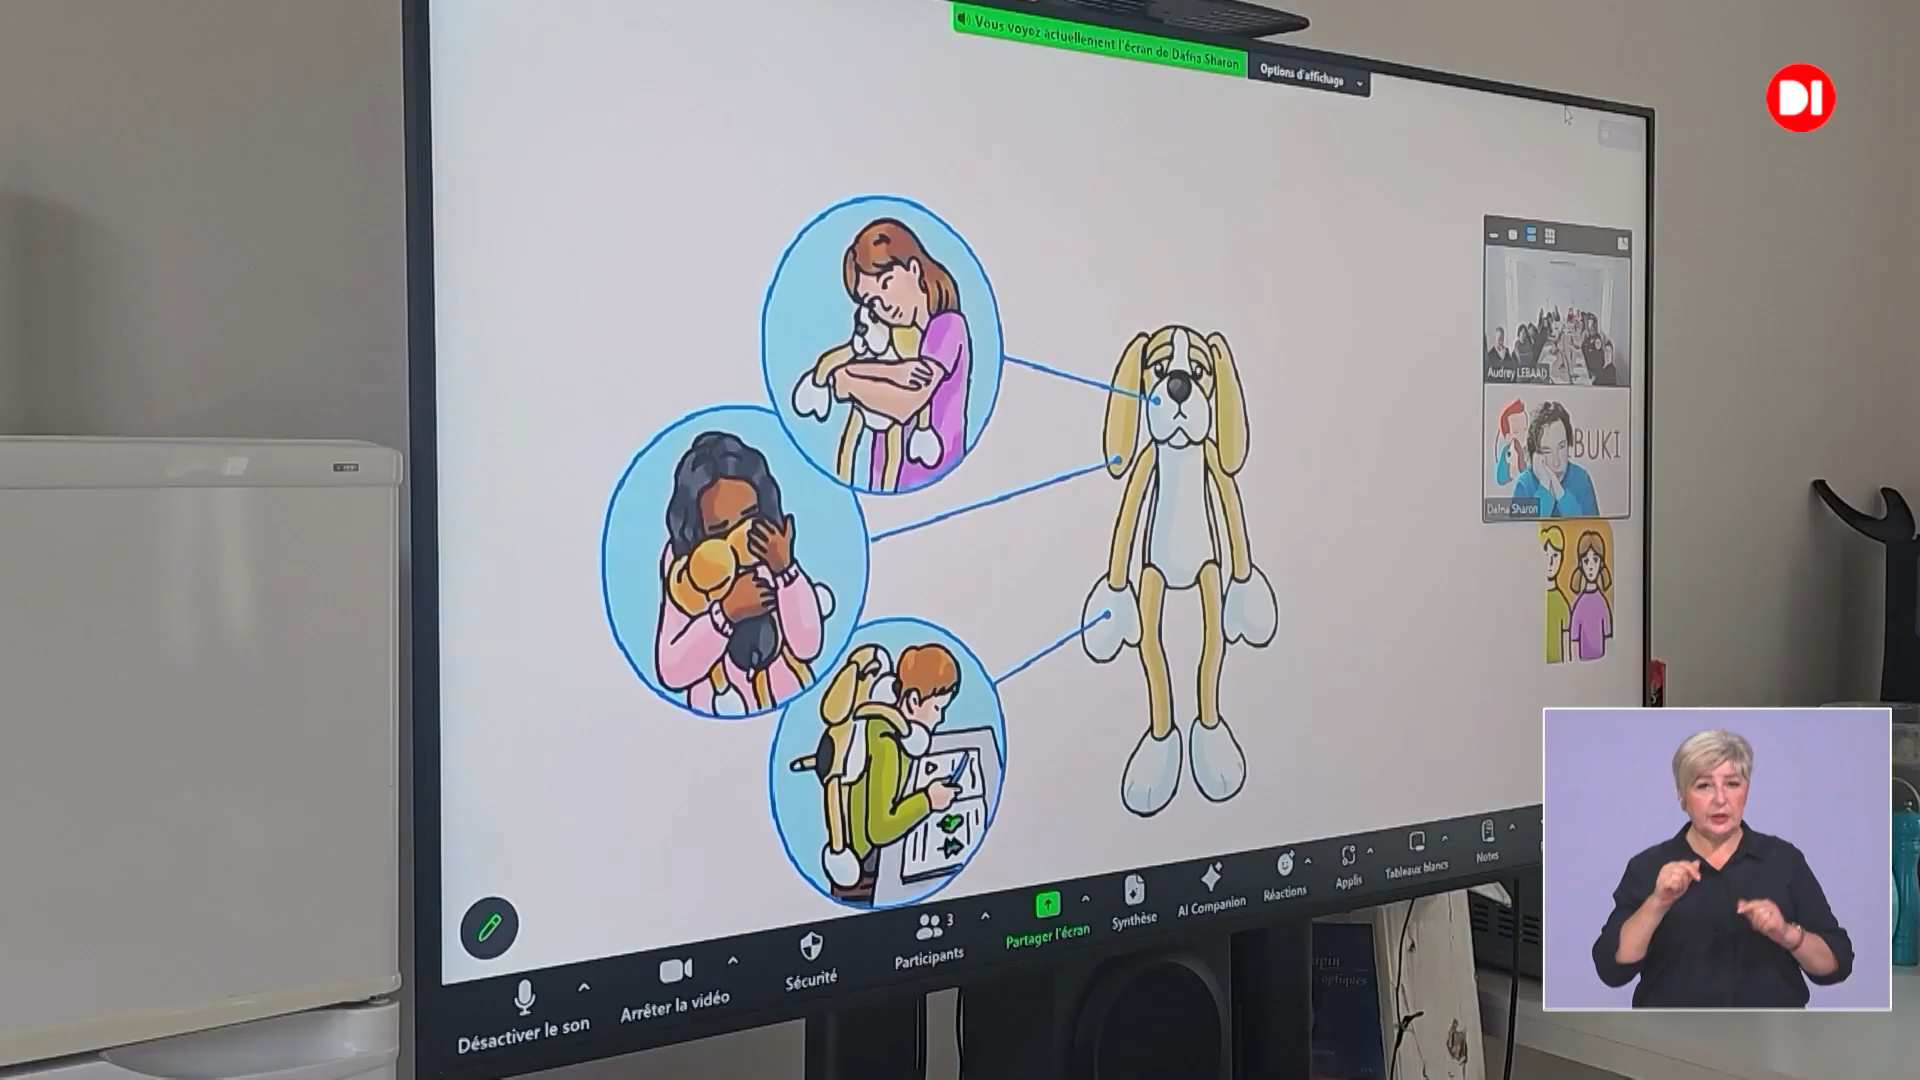 Vous voyez actuellement l'écran de Dafna Sharon
Options d'affichage
DI
Audrey LEBAAD
BUKI
Dafna Sharon
Désactiver le son
Arrêter la vidéo
Sécurité
3
Participants
Partager l'écran
Synthèse
AI Companion
Réactions
Applis
Tableaux blancs
Notes
optiques